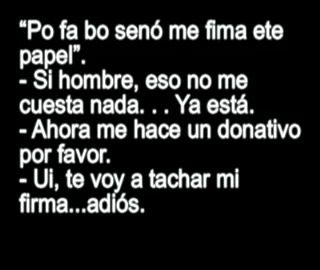 “Po fa bo senó me fima ete
papel”.
- Si hombre, eso no me
cuesta nada. . . Ya está.
- Ahora me hace un donativo
por favor.
- Ui, te voy a tachar mi
firma...adiós.